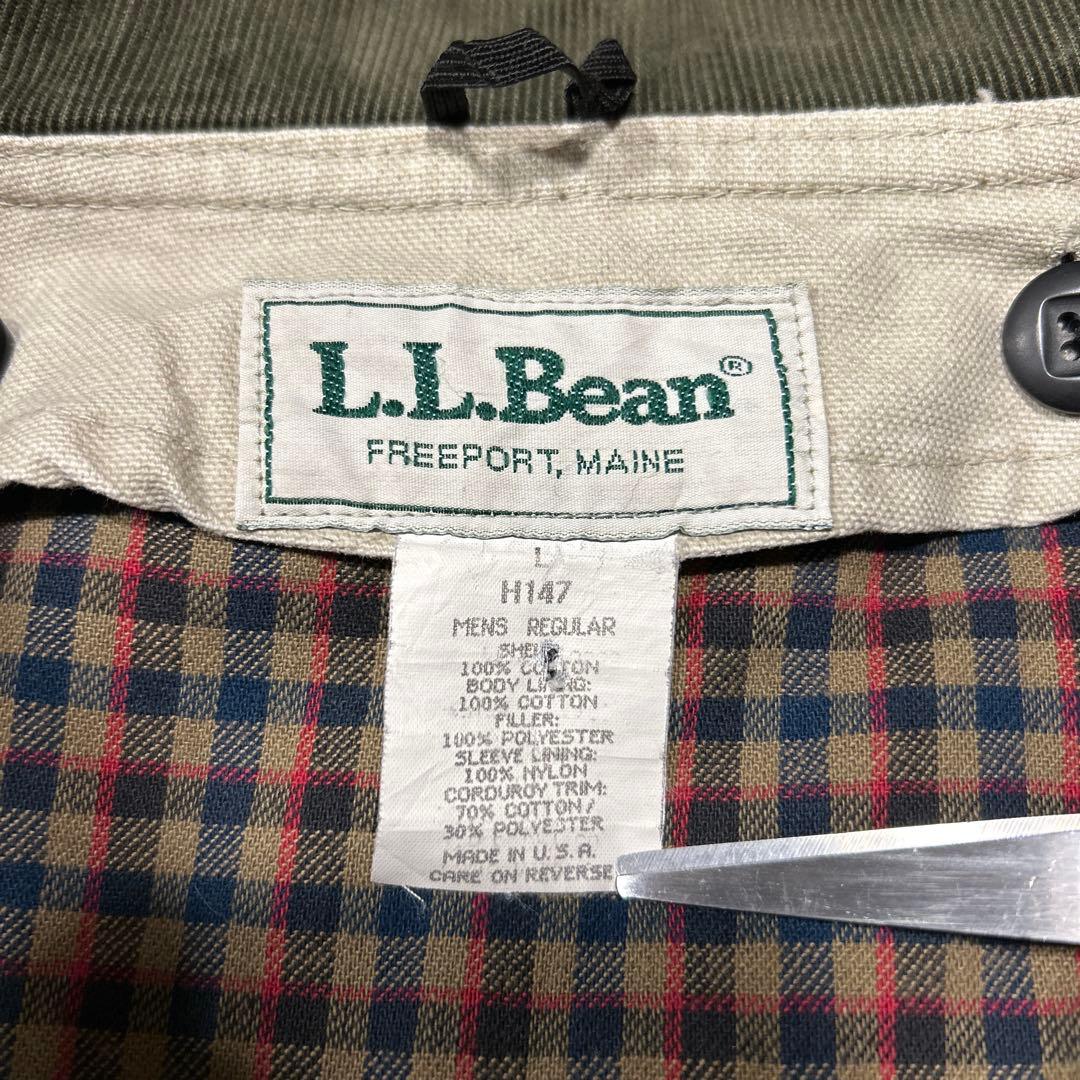 L.L.Bean®
FREEPORT, MAINE
L
H147
MENS REGULAR
SHELL:
100% COTTON
BODY LINING:
100% COTTON
FILLER:
100% POLYESTER
SLEEVE LINING:
100% NYLON
CORDUROY TRIM:
70% COTTON/
30% POLYESTER
MADE IN U.S.A.
CARE ON REVERSE